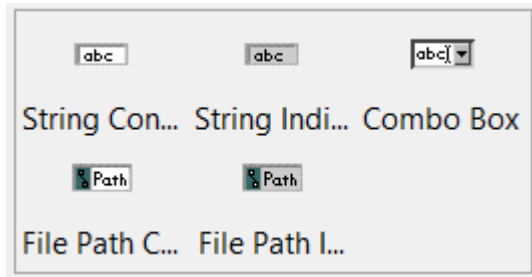 abc abc abc
String Con... String Indi... Combo Box
Path Path
File Path C... File Path I...